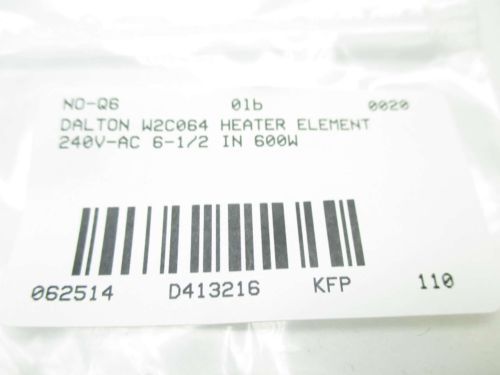 NO-Q6 01b 0020
DALTON W2C064 HEATER ELEMENT
240V-AC 6-1/2 IN 600W
062514 D413216 KFP 110